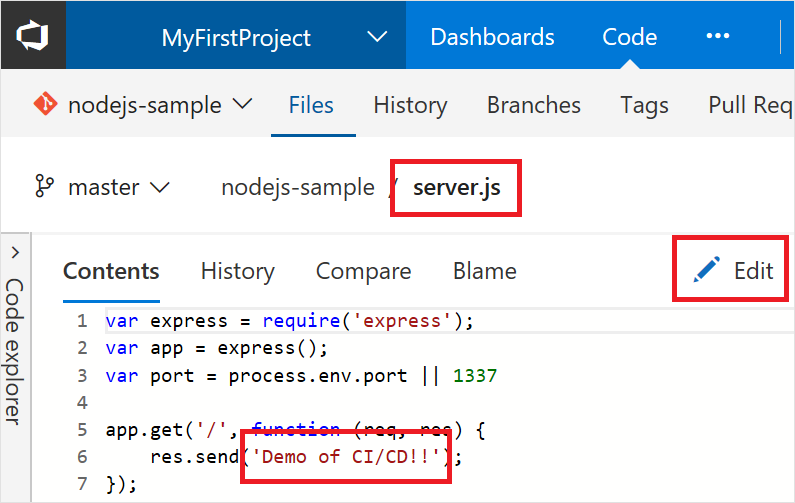 MyFirstProject Dashboards Code ...
nodejs-sample Files History Branches Tags Pull Req
master nodejs-sample / server.js
Contents History Compare Blame Edit
Code explorer
1 var express = require('express');
2 var app = express();
3 var port = process.env.port || 1337
4
5 app.get('/', function (req, res) {
6 res.send('Demo of CI/CD!!');
7 });